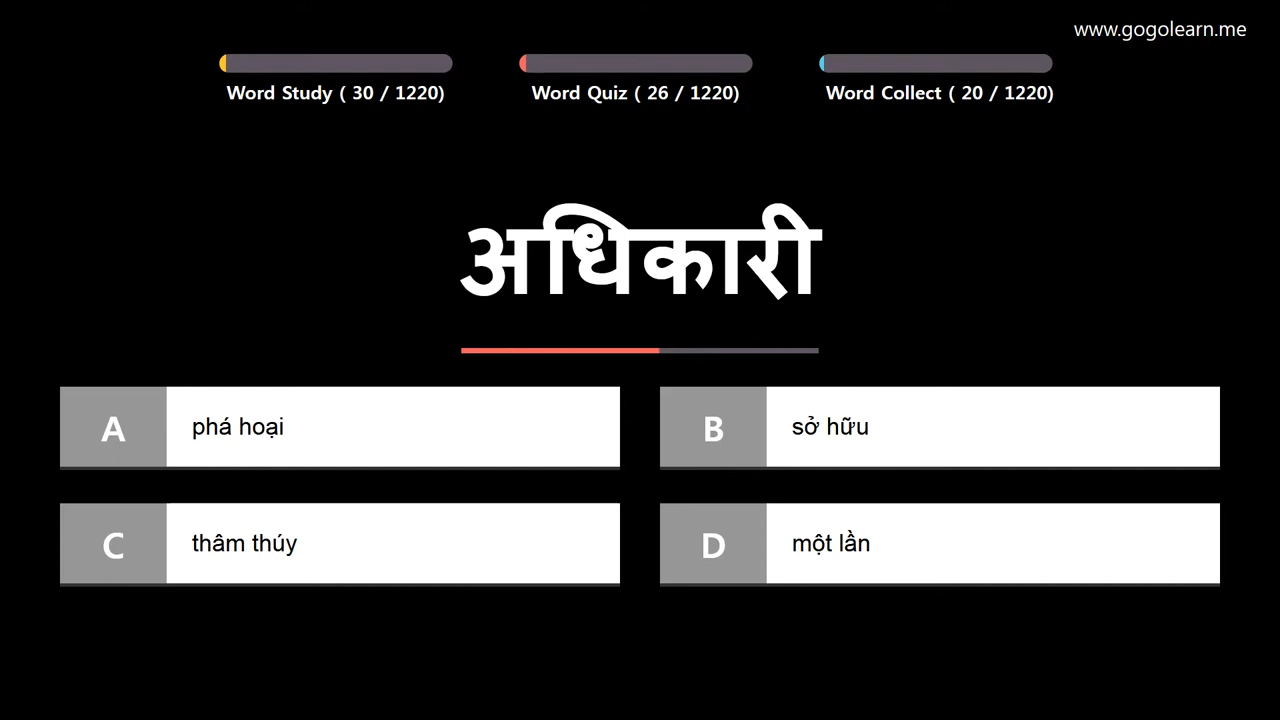 www.gogolearn.me
Word Study ( 30 / 1220)
Word Quiz ( 26 / 1220)
Word Collect ( 20 / 1220)
अधिकारी
A phá hoại
B sở hữu
C thâm thúy
D một lần